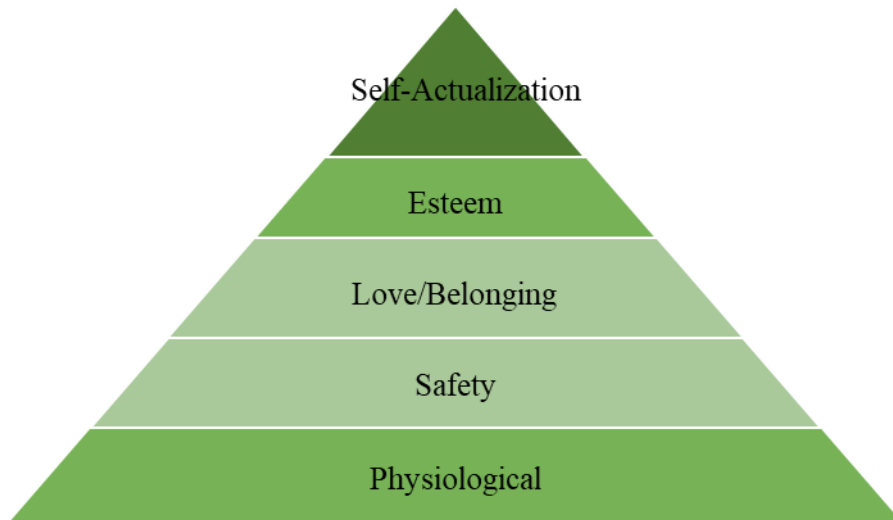 Self-Actualization
Esteem
Love/Belonging
Safety
Physiological